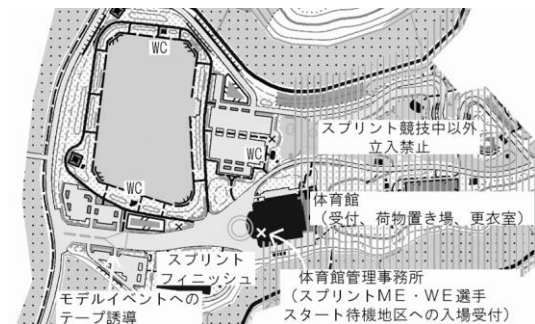 WC
スプリント競技中以外
立入禁止
WC
WC
体育館
(受付、荷物置き場、更衣室)
スプリント
フィニッシュ
体育館管理事務所
(スプリントME・WE選手
スタート待機地区への入場受付)
モデルイベントへの
テープ誘導